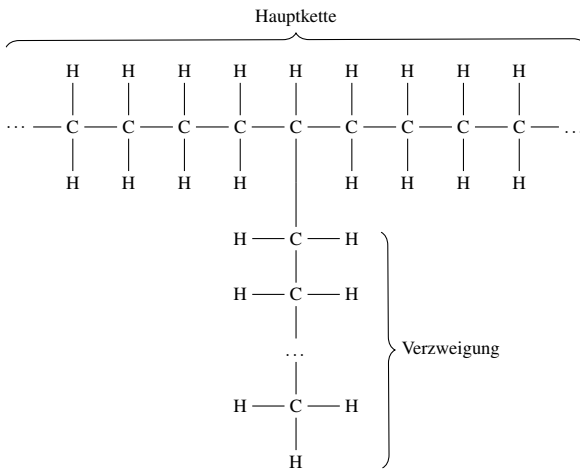 Hauptkette
H H H H H H H H H
… C C C C C C C C C …
H H H H H H H H
H C H
H C H
…
Verzweigung
H C H
H